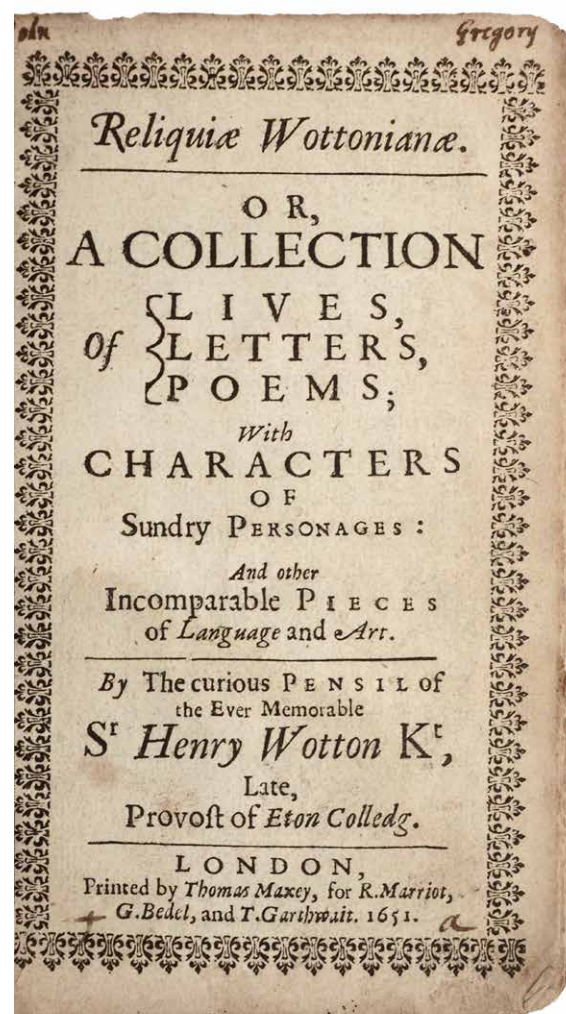 Gregory
Reliquiæ Wottonianæ.
OR,
A COLLECTION
Of
LIVES,
LETTERS,
POEMS;
With
CHARACTERS
OF
Sundry PERSONAGES :
And other
Incomparable PIECES
of Language and Art.
By The curious PENSIL of
the Ever Memorable
Sʳ Henry Wotton Kᵗ,
Late,
Provoſt of Eton Colledg.
LONDON,
Printed by Thomas Maxey, for R.Marriot,
G.Bedel, and T.Garthwait. 1651.
a